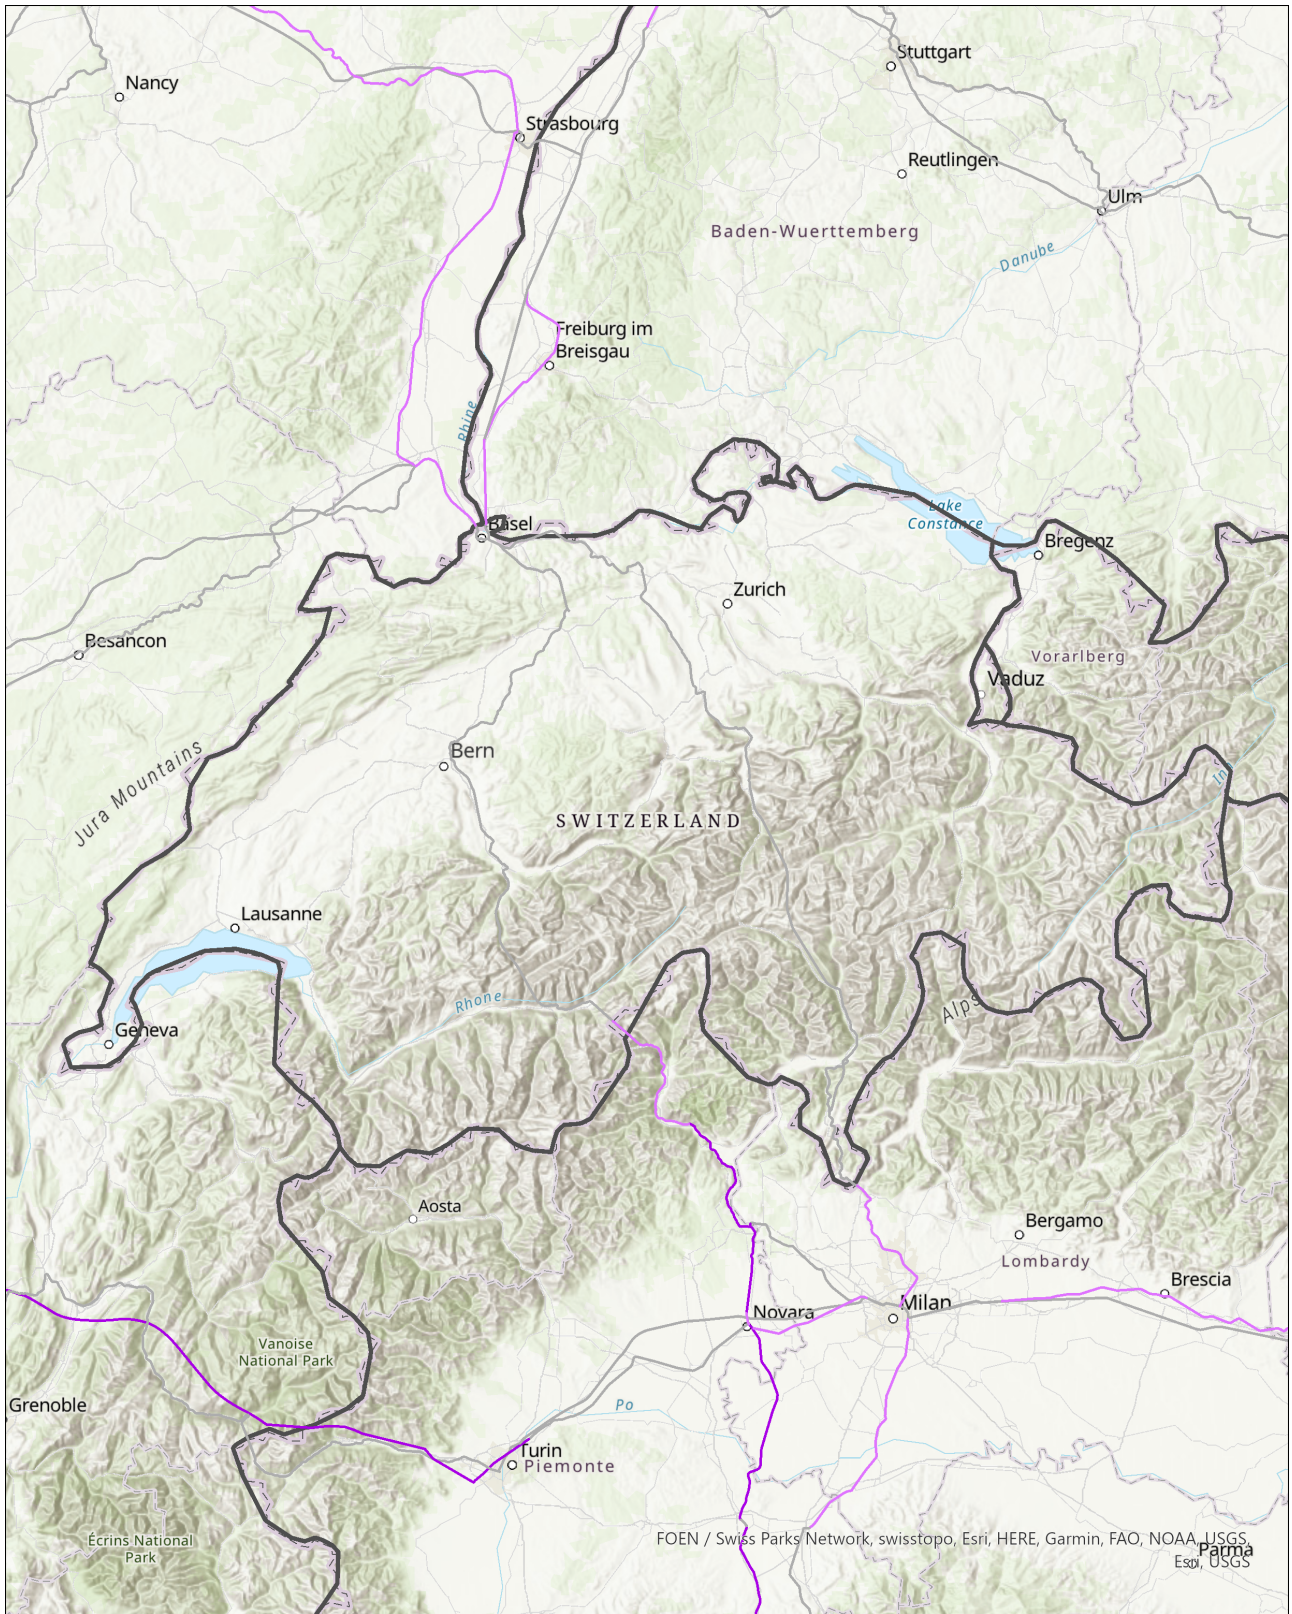 Stuttgart
Nancy
Strasbourg
Reutlingen
Ulm
Baden-Wuerttemberg
Danube
Freiburg im
Breisgau
Rhine
Lake
Constance
Basel
Bregenz
Zurich
Besancon
Vorarlberg
Vaduz
Bern
Jura Mountains
Inn
SWITZERLAND
Lausanne
Rhone
Alps
Geneva
Aosta
Bergamo
Lombardy
Brescia
Milan
Novara
Vanoise
National Park
Grenoble
Po
Turin
Piemonte
Écrins National
Park
FOEN / Swiss Parks Network, swisstopo, Esri, HERE, Garmin, FAO, NOAA, USGS,
Parma
Esri, USGS